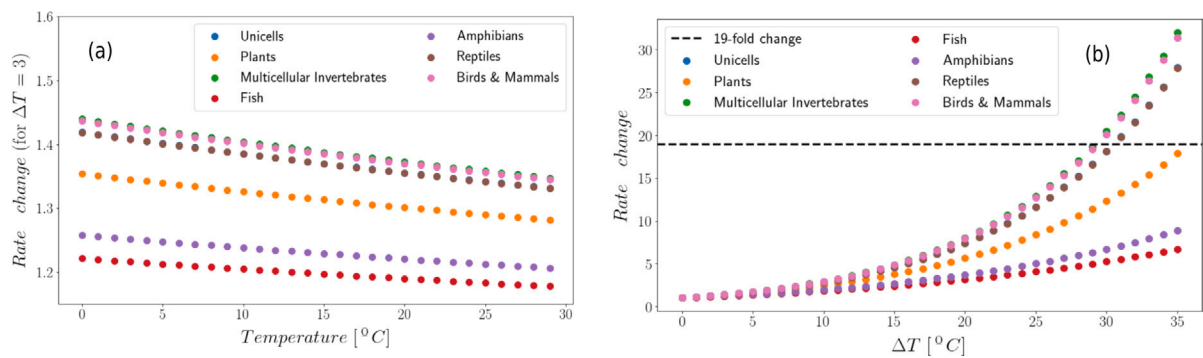 1.6
1.5
1.4
1.3
1.2
Rate change (for ΔT = 3)
(a)
Unicells
Plants
Multicellular Invertebrates
Fish
Amphibians
Reptiles
Birds & Mammals
0 5 10 15 20 25 30
Temperature [ ⁰ C]
30
25
20
15
10
5
0
Rate change
(b)
19-fold change
Unicells
Plants
Multicellular Invertebrates
Fish
Amphibians
Reptiles
Birds & Mammals
0 5 10 15 20 25 30 35
ΔT [ ⁰ C]